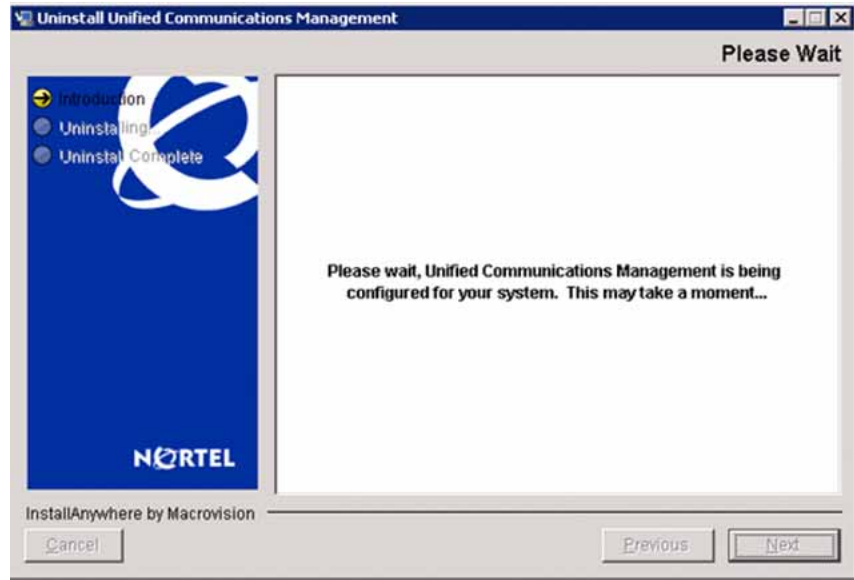 Uninstall Unified Communications Management
Please Wait
Introduction
Uninstalling...
Uninstall Complete
Please wait, Unified Communications Management is being
configured for your system. This may take a moment...
NORTEL
InstallAnywhere by Macrovision
Cancel
Previous
Next